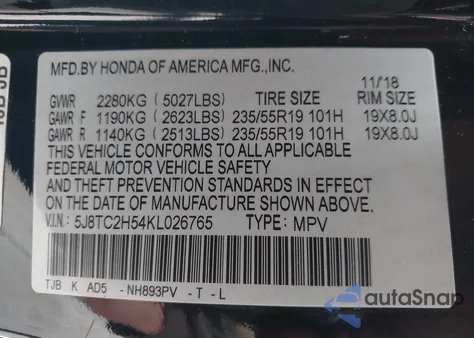 MFD.BY HONDA OF AMERICA MFG.,INC.
11/18
GVWR 2280KG (5027LBS) TIRE SIZE RIM SIZE
GAWR F 1190KG (2623LBS) 235/55R19 101H 19X8.0J
GAWR R 1140KG (2513LBS) 235/55R19 101H 19X8.0J
THIS VEHICLE CONFORMS TO ALL APPLICABLE
FEDERAL MOTOR VEHICLE SAFETY
AND THEFT PREVENTION STANDARDS IN EFFECT
ON THE DATE OF MANUFACTURE SHOWN ABOVE.
V.I.N.: 5J8TC2H54KL026765 TYPE: MPV
TJB K AD5 -NH893PV -T -L
autoSnap